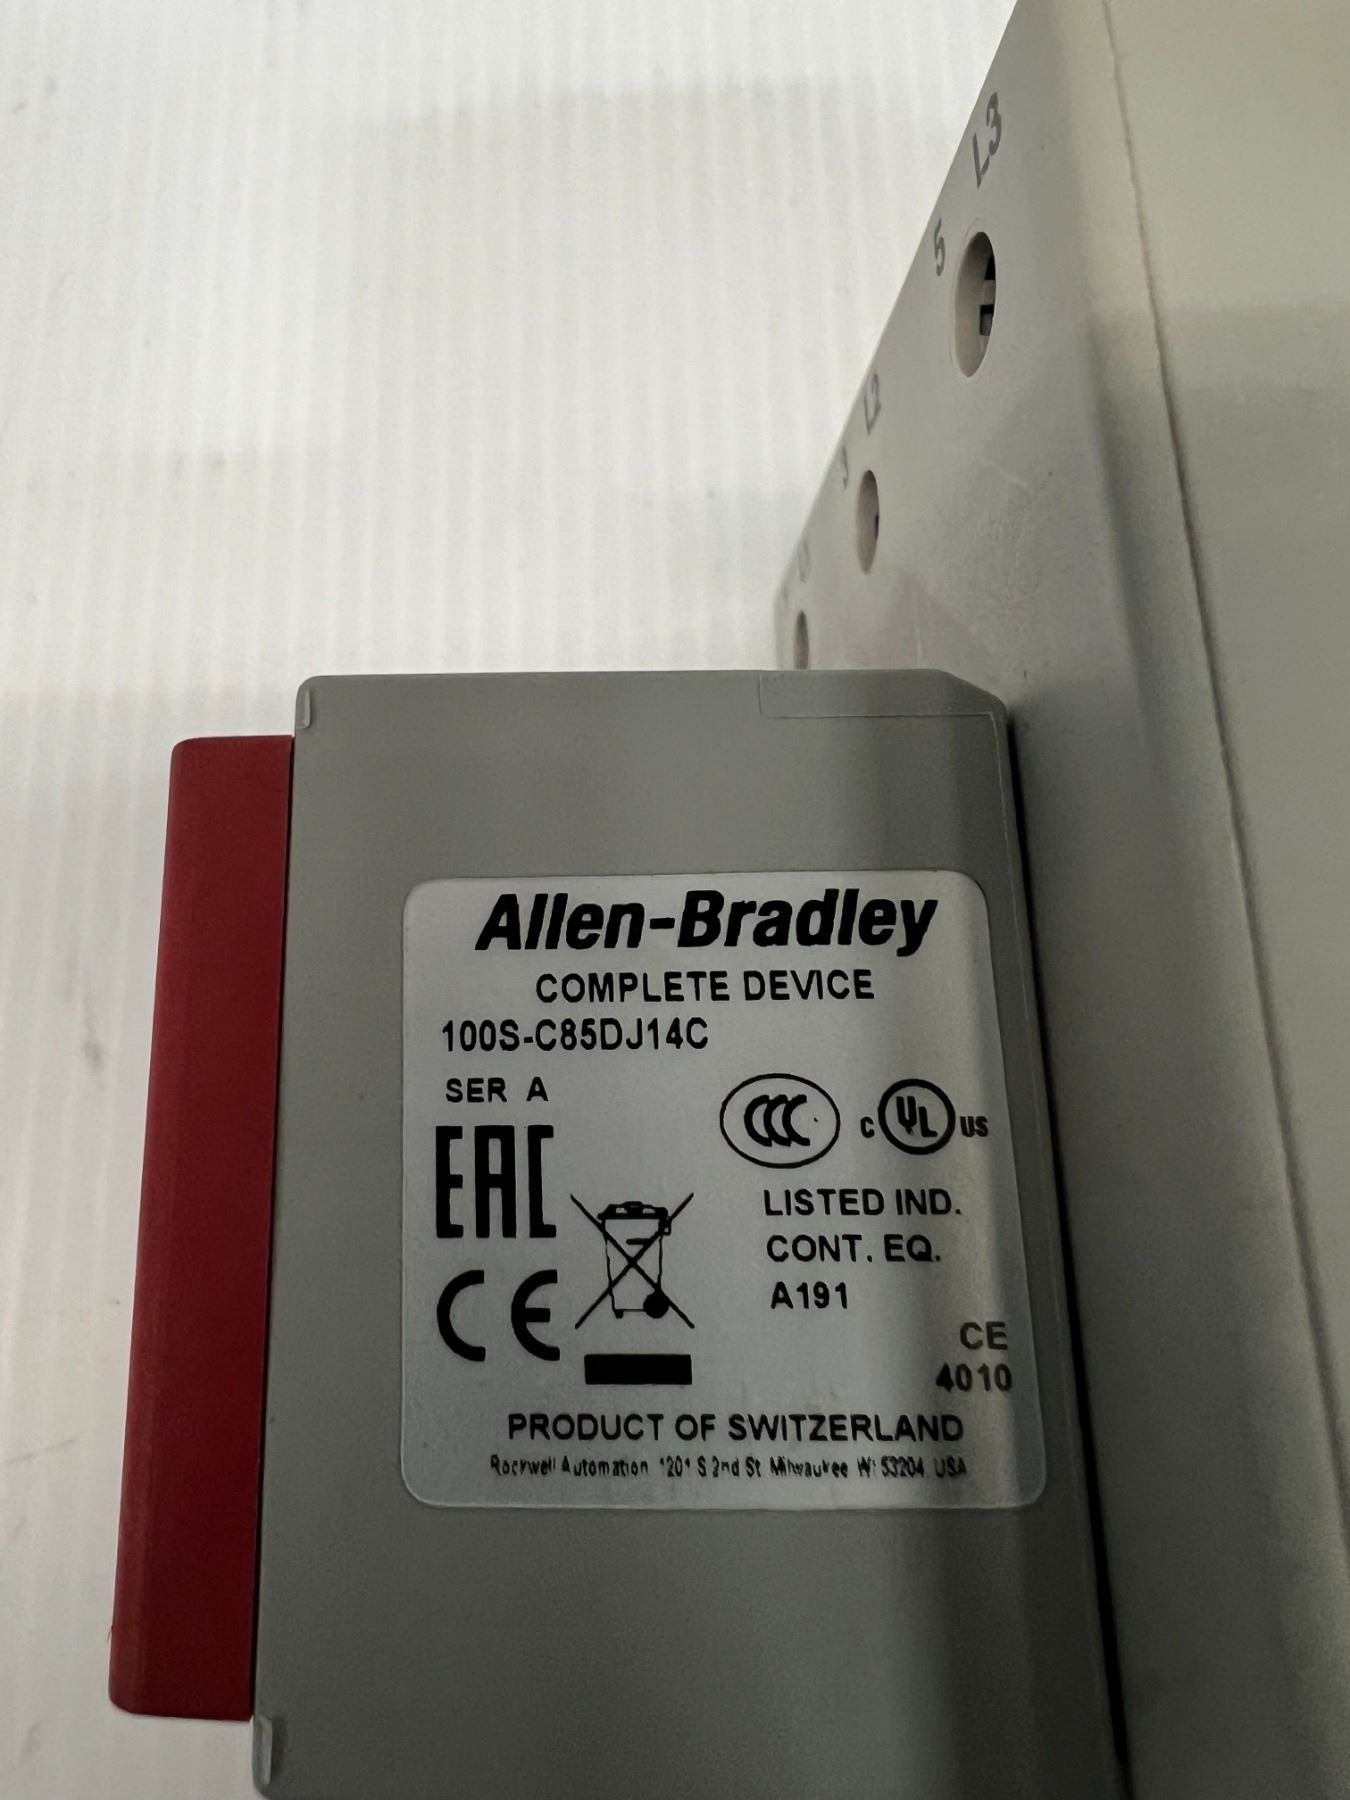 L3
5
L2
Allen-Bradley
COMPLETE DEVICE
100S-C85DJ14C
SER A
EAC
CCC
C UL US
LISTED IND.
CONT. EQ.
A191
CE
CE
4010
PRODUCT OF SWITZERLAND
Rockwell Automation 1201 S 2nd St Milwaukee WI 53204 USA